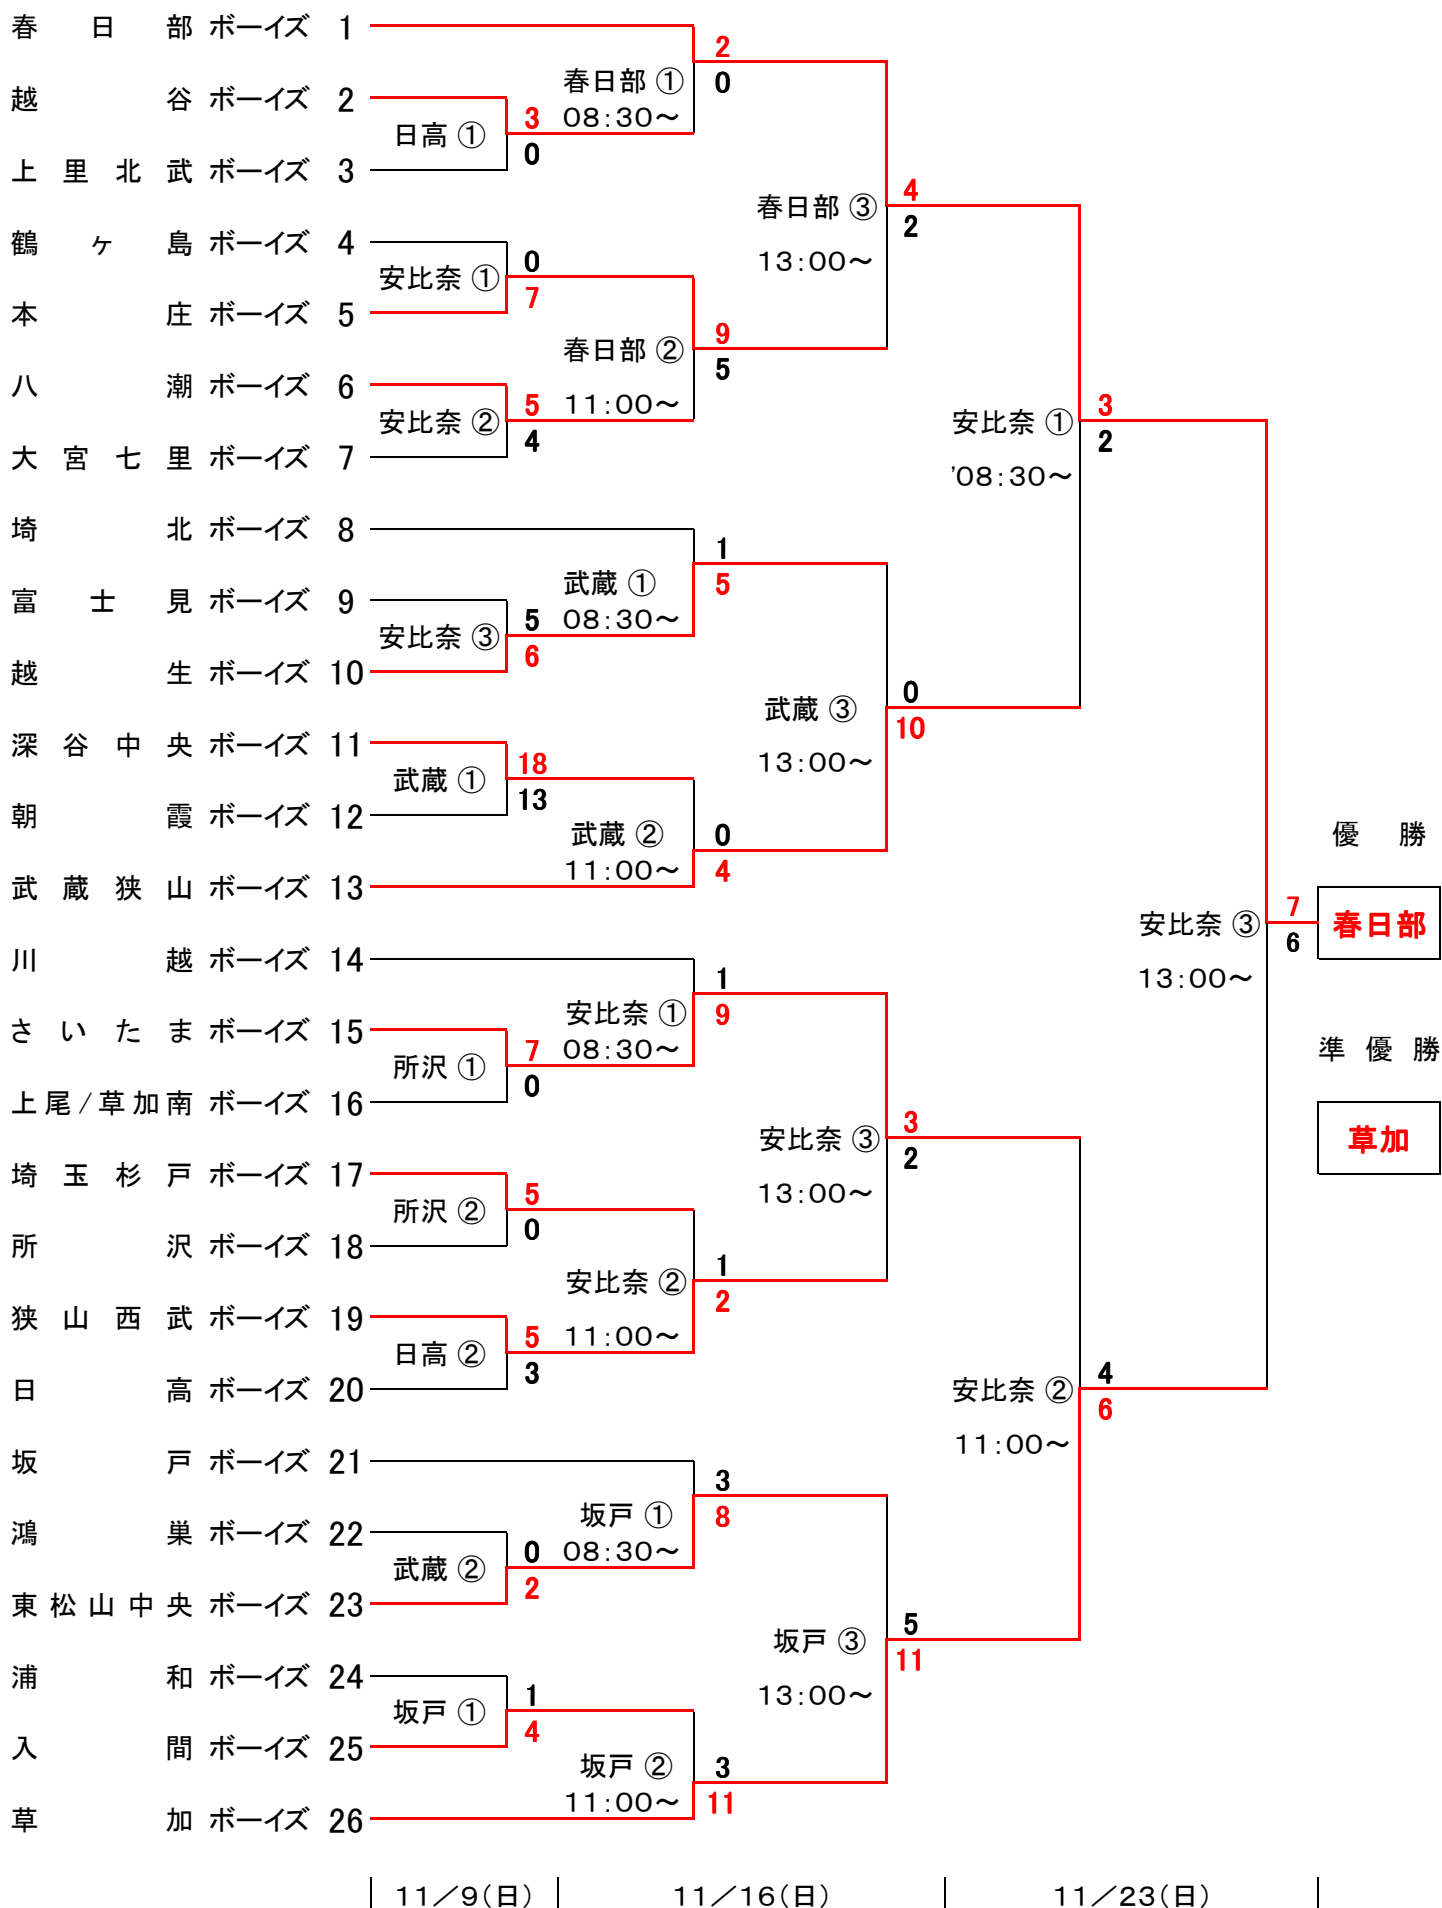 春日部ボーイズ 1
2
春日部 ①
0
越谷ボーイズ 2
3
08:30～
日高 ①
0
上里北武ボーイズ 3
4
春日部 ③
2
鶴ヶ島ボーイズ 4
0
13:00～
安比奈 ①
7
本庄ボーイズ 5
9
春日部 ②
5
八潮ボーイズ 6
5
11:00～
3
安比奈 ②
安比奈 ①
4
2
大宮七里ボーイズ 7
'08:30～
埼北ボーイズ 8
1
武蔵 ①
5
富士見ボーイズ 9
5
08:30～
安比奈 ③
6
越生ボーイズ 10
0
武蔵 ③
10
深谷中央ボーイズ 11
18
13:00～
武蔵 ①
13
朝霞ボーイズ 12
武蔵 ②
0
優勝
11:00～
4
武蔵狭山ボーイズ 13
7
安比奈 ③
春日部
6
川越ボーイズ 14
1
13:00～
安比奈 ①
9
さいたまボーイズ 15
7
08:30～
準優勝
所沢 ①
0
上尾/草加南ボーイズ 16
3
安比奈 ③
草加
2
埼玉杉戸ボーイズ 17
5
13:00～
所沢 ②
0
所沢ボーイズ 18
1
安比奈 ②
2
狭山西武ボーイズ 19
5
11:00～
日高 ②
3
4
日高ボーイズ 20
安比奈 ②
6
11:00～
坂戸ボーイズ 21
3
坂戸 ①
8
鴻巣ボーイズ 22
0
08:30～
武蔵 ②
2
東松山中央ボーイズ 23
5
坂戸 ③
11
浦和ボーイズ 24
1
13:00～
坂戸 ①
4
入間ボーイズ 25
坂戸 ②
3
11:00～
11
草加ボーイズ 26
11／9(日)
11／16(日)
11／23(日)